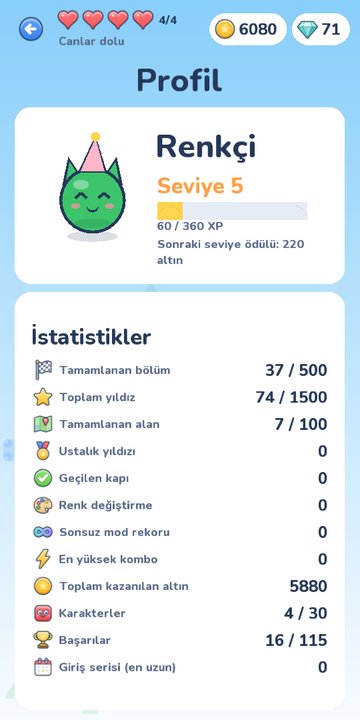 4/4
Canlar dolu
6080
71
Profil
Renkçi
Seviye 5
60 / 360 XP
Sonraki seviye ödülü: 220
altın
İstatistikler
Tamamlanan bölüm 37 / 500
Toplam yıldız 74 / 1500
Tamamlanan alan 7 / 100
Ustalık yıldızı 0
Geçilen kapı 0
Renk değiştirme 0
Sonsuz mod rekoru 0
En yüksek kombo 0
Toplam kazanılan altın 5880
Karakterler 4 / 30
Başarılar 16 / 115
Giriş serisi (en uzun) 0